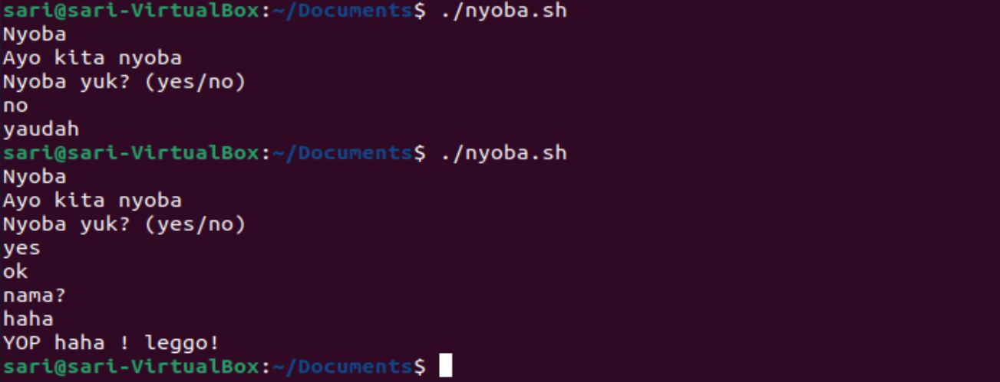 sari@sari-VirtualBox:~/Documents$ ./nyoba.sh
Nyoba
Ayo kita nyoba
Nyoba yuk? (yes/no)
no
yaudah
sari@sari-VirtualBox:~/Documents$ ./nyoba.sh
Nyoba
Ayo kita nyoba
Nyoba yuk? (yes/no)
yes
ok
nama?
haha
YOP haha ! leggo!
sari@sari-VirtualBox:~/Documents$